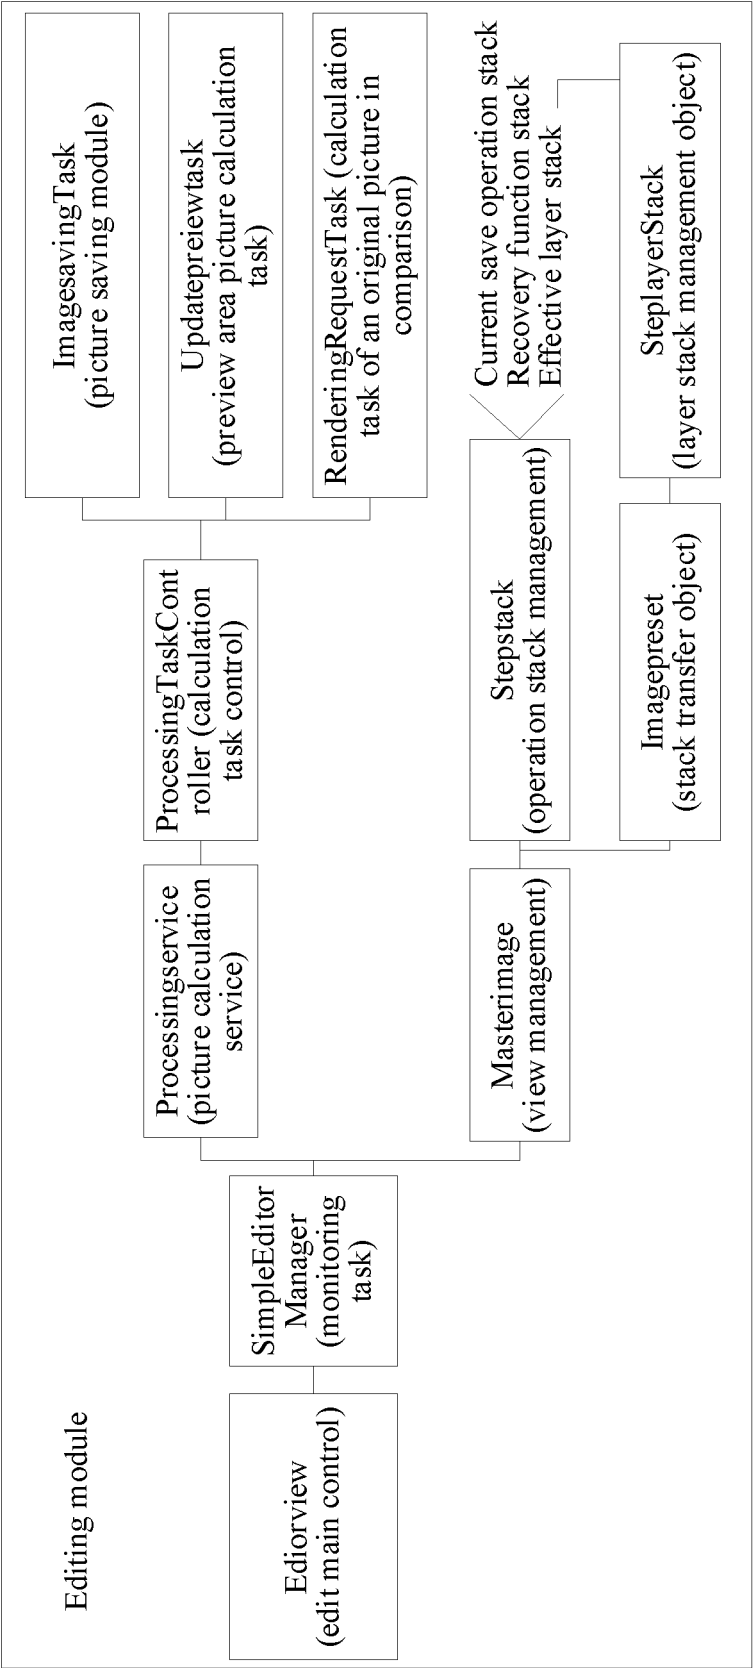 Editing module
Ediorview
(edit main control)
SimpleEditor
Manager
(monitoring
task)
Processingservice
(picture calculation
service)
ProcessingTaskCont
roller (calculation
task control)
ImagesavingTask
(picture saving module)
Updatepreiewtask
(preview area picture calculation
task)
RenderingRequestTask (calculation
task of an original picture in
comparison)
Masterimage
(view management)
Stepstack
(operation stack management)
Current save operation stack
Recovery function stack
Effective layer stack
Imagepreset
(stack transfer object)
SteplayerStack
(layer stack management object)